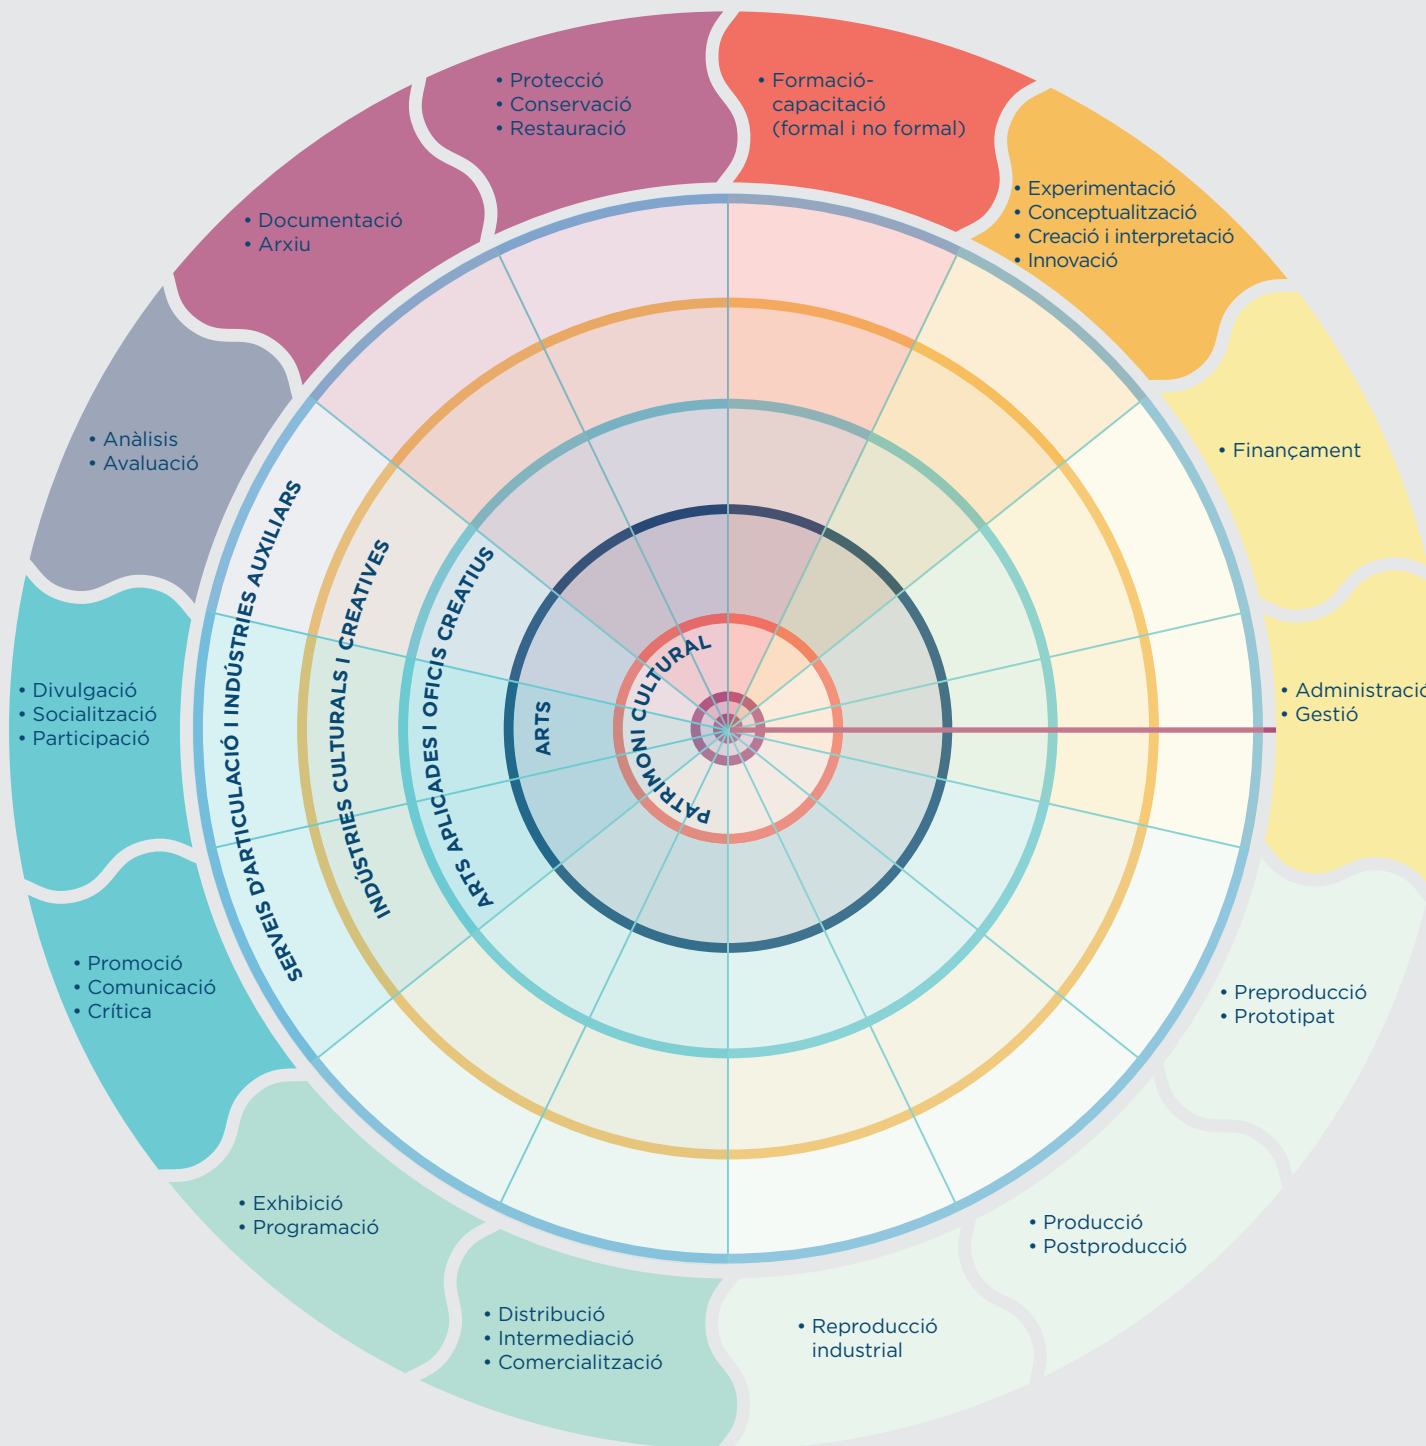 • Protecció
• Conservació
• Restauració
• Formació-
capacitació
(formal i no formal)
• Experimentació
• Conceptualització
• Creació i interpretació
• Innovació
• Finançament
• Administració
• Gestió
• Preproducció
• Prototipat
• Producció
• Postproducció
• Reproducció
industrial
• Distribució
• Intermediació
• Comercialització
• Exhibició
• Programació
• Promoció
• Comunicació
• Crítica
• Divulgació
• Socialització
• Participació
• Anàlisis
• Avaluació
• Documentació
• Arxiu
SERVEIS D'ARTICULACIÓ I INDÚSTRIES AUXILIARS
INDÚSTRIES CULTURALS I CREATIVES
ARTS APLICADES I OFICIS CREATIUS
ARTS
PATRIMONI CULTURAL